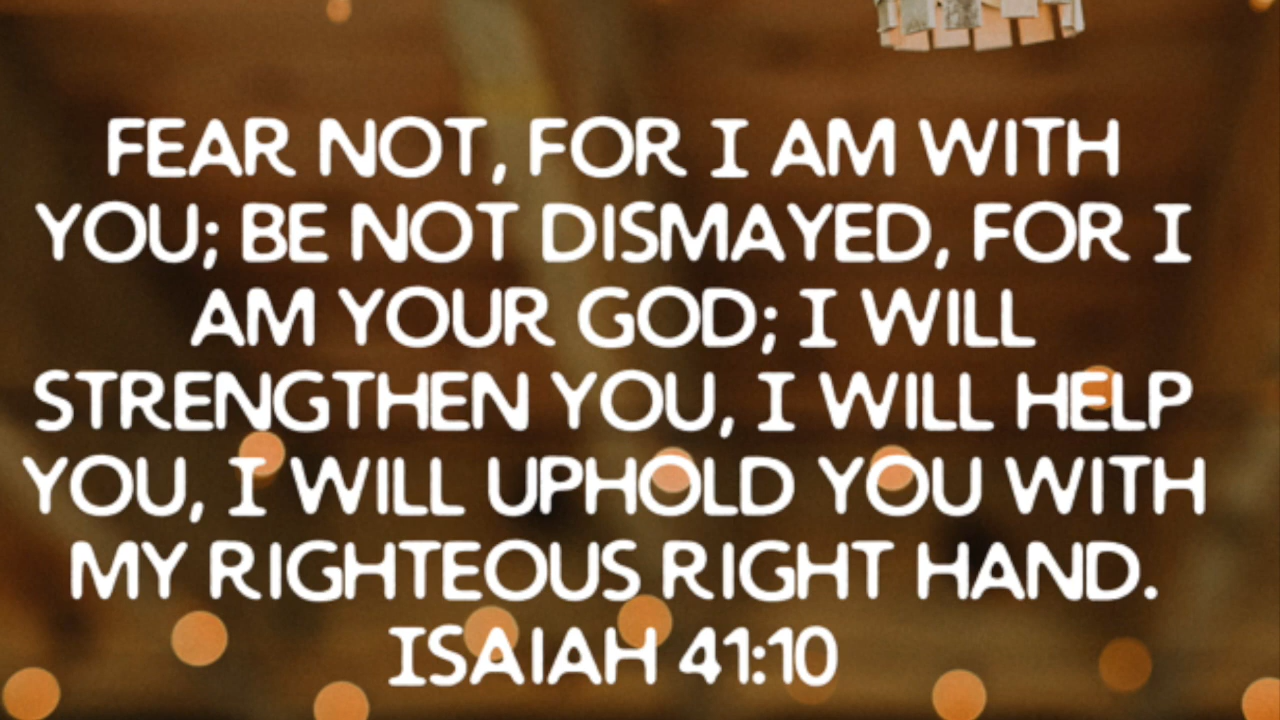 FEAR NOT, FOR I AM WITH
YOU; BE NOT DISMAYED, FOR I
AM YOUR GOD; I WILL
STRENGTHEN YOU, I WILL HELP
YOU, I WILL UPHOLD YOU WITH
MY RIGHTEOUS RIGHT HAND.
ISAIAH 41:10